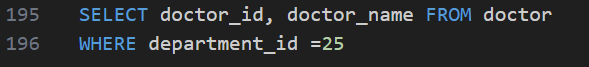 195 SELECT doctor_id, doctor_name FROM doctor
196 WHERE department_id =25